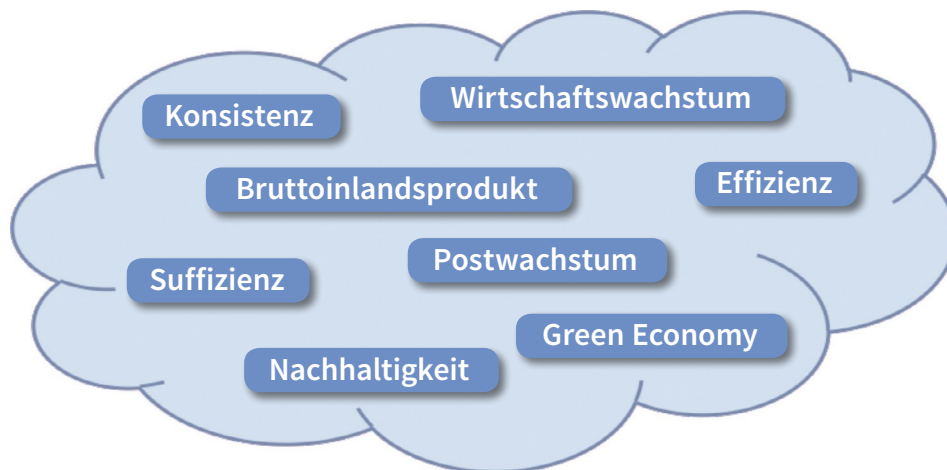 Konsistenz
Wirtschaftswachstum
Bruttoinlandsprodukt
Effizienz
Suffizienz
Postwachstum
Nachhaltigkeit
Green Economy